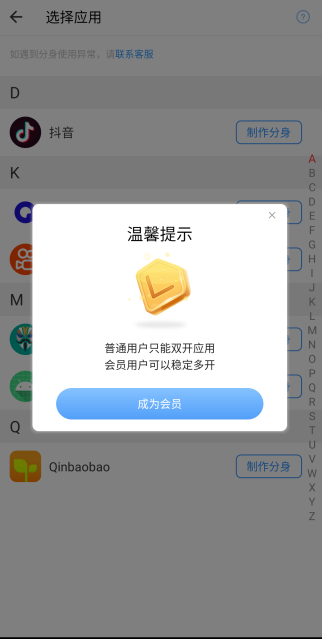 选择应用
?
如遇到分身使用异常，请联系客服
D
抖音
制作分身
K
温馨提示
普通用户只能双开应用
会员用户可以稳定多开
成为会员
M
Q
Qinbaobao
制作分身
A
B
C
D
E
F
G
H
I
J
K
L
M
N
O
P
Q
R
S
T
U
V
W
X
Y
Z